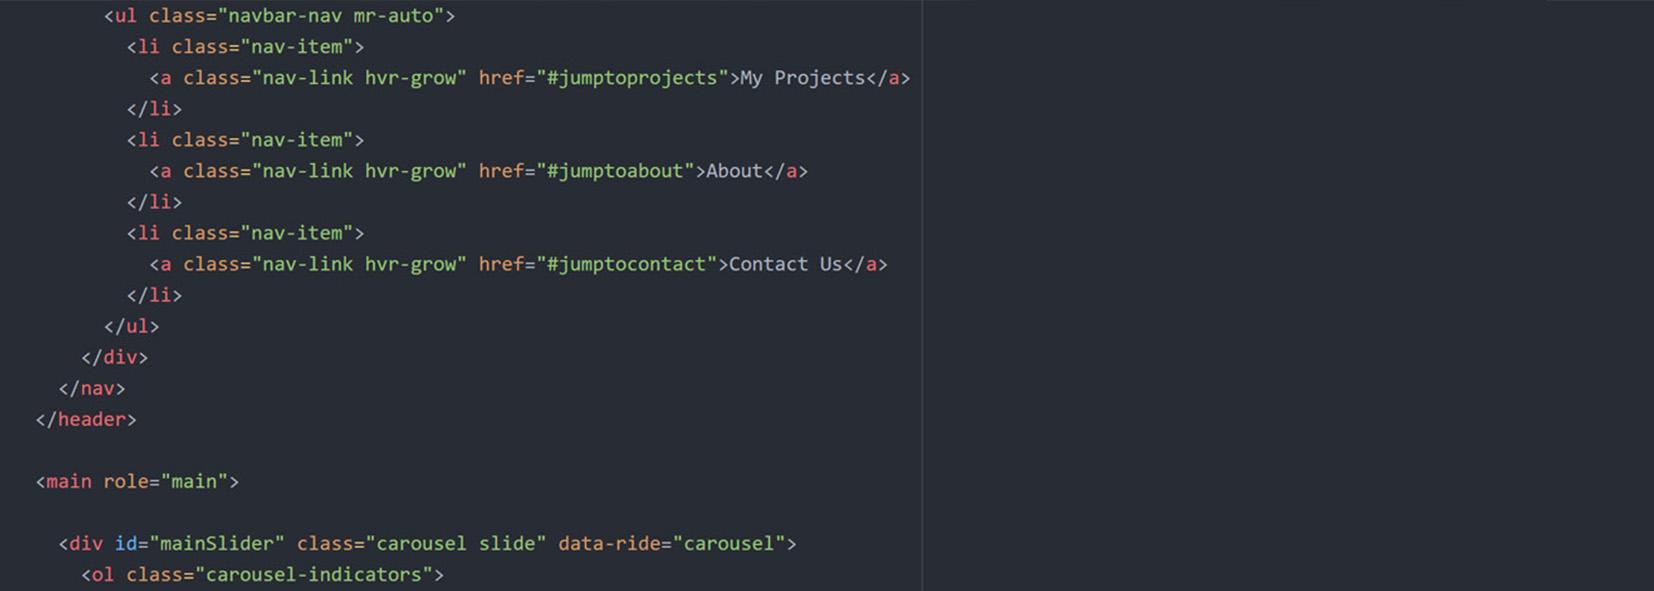 <ul class="navbar-nav mr-auto">
<li class="nav-item">
<a class="nav-link hvr-grow" href="#jumptoprojects">My Projects</a>
</li>
<li class="nav-item">
<a class="nav-link hvr-grow" href="#jumptoabout">About</a>
</li>
<li class="nav-item">
<a class="nav-link hvr-grow" href="#jumptocontact">Contact Us</a>
</li>
</ul>
</div>
</nav>
</header>
<main role="main">
<div id="mainSlider" class="carousel slide" data-ride="carousel">
<ol class="carousel-indicators">